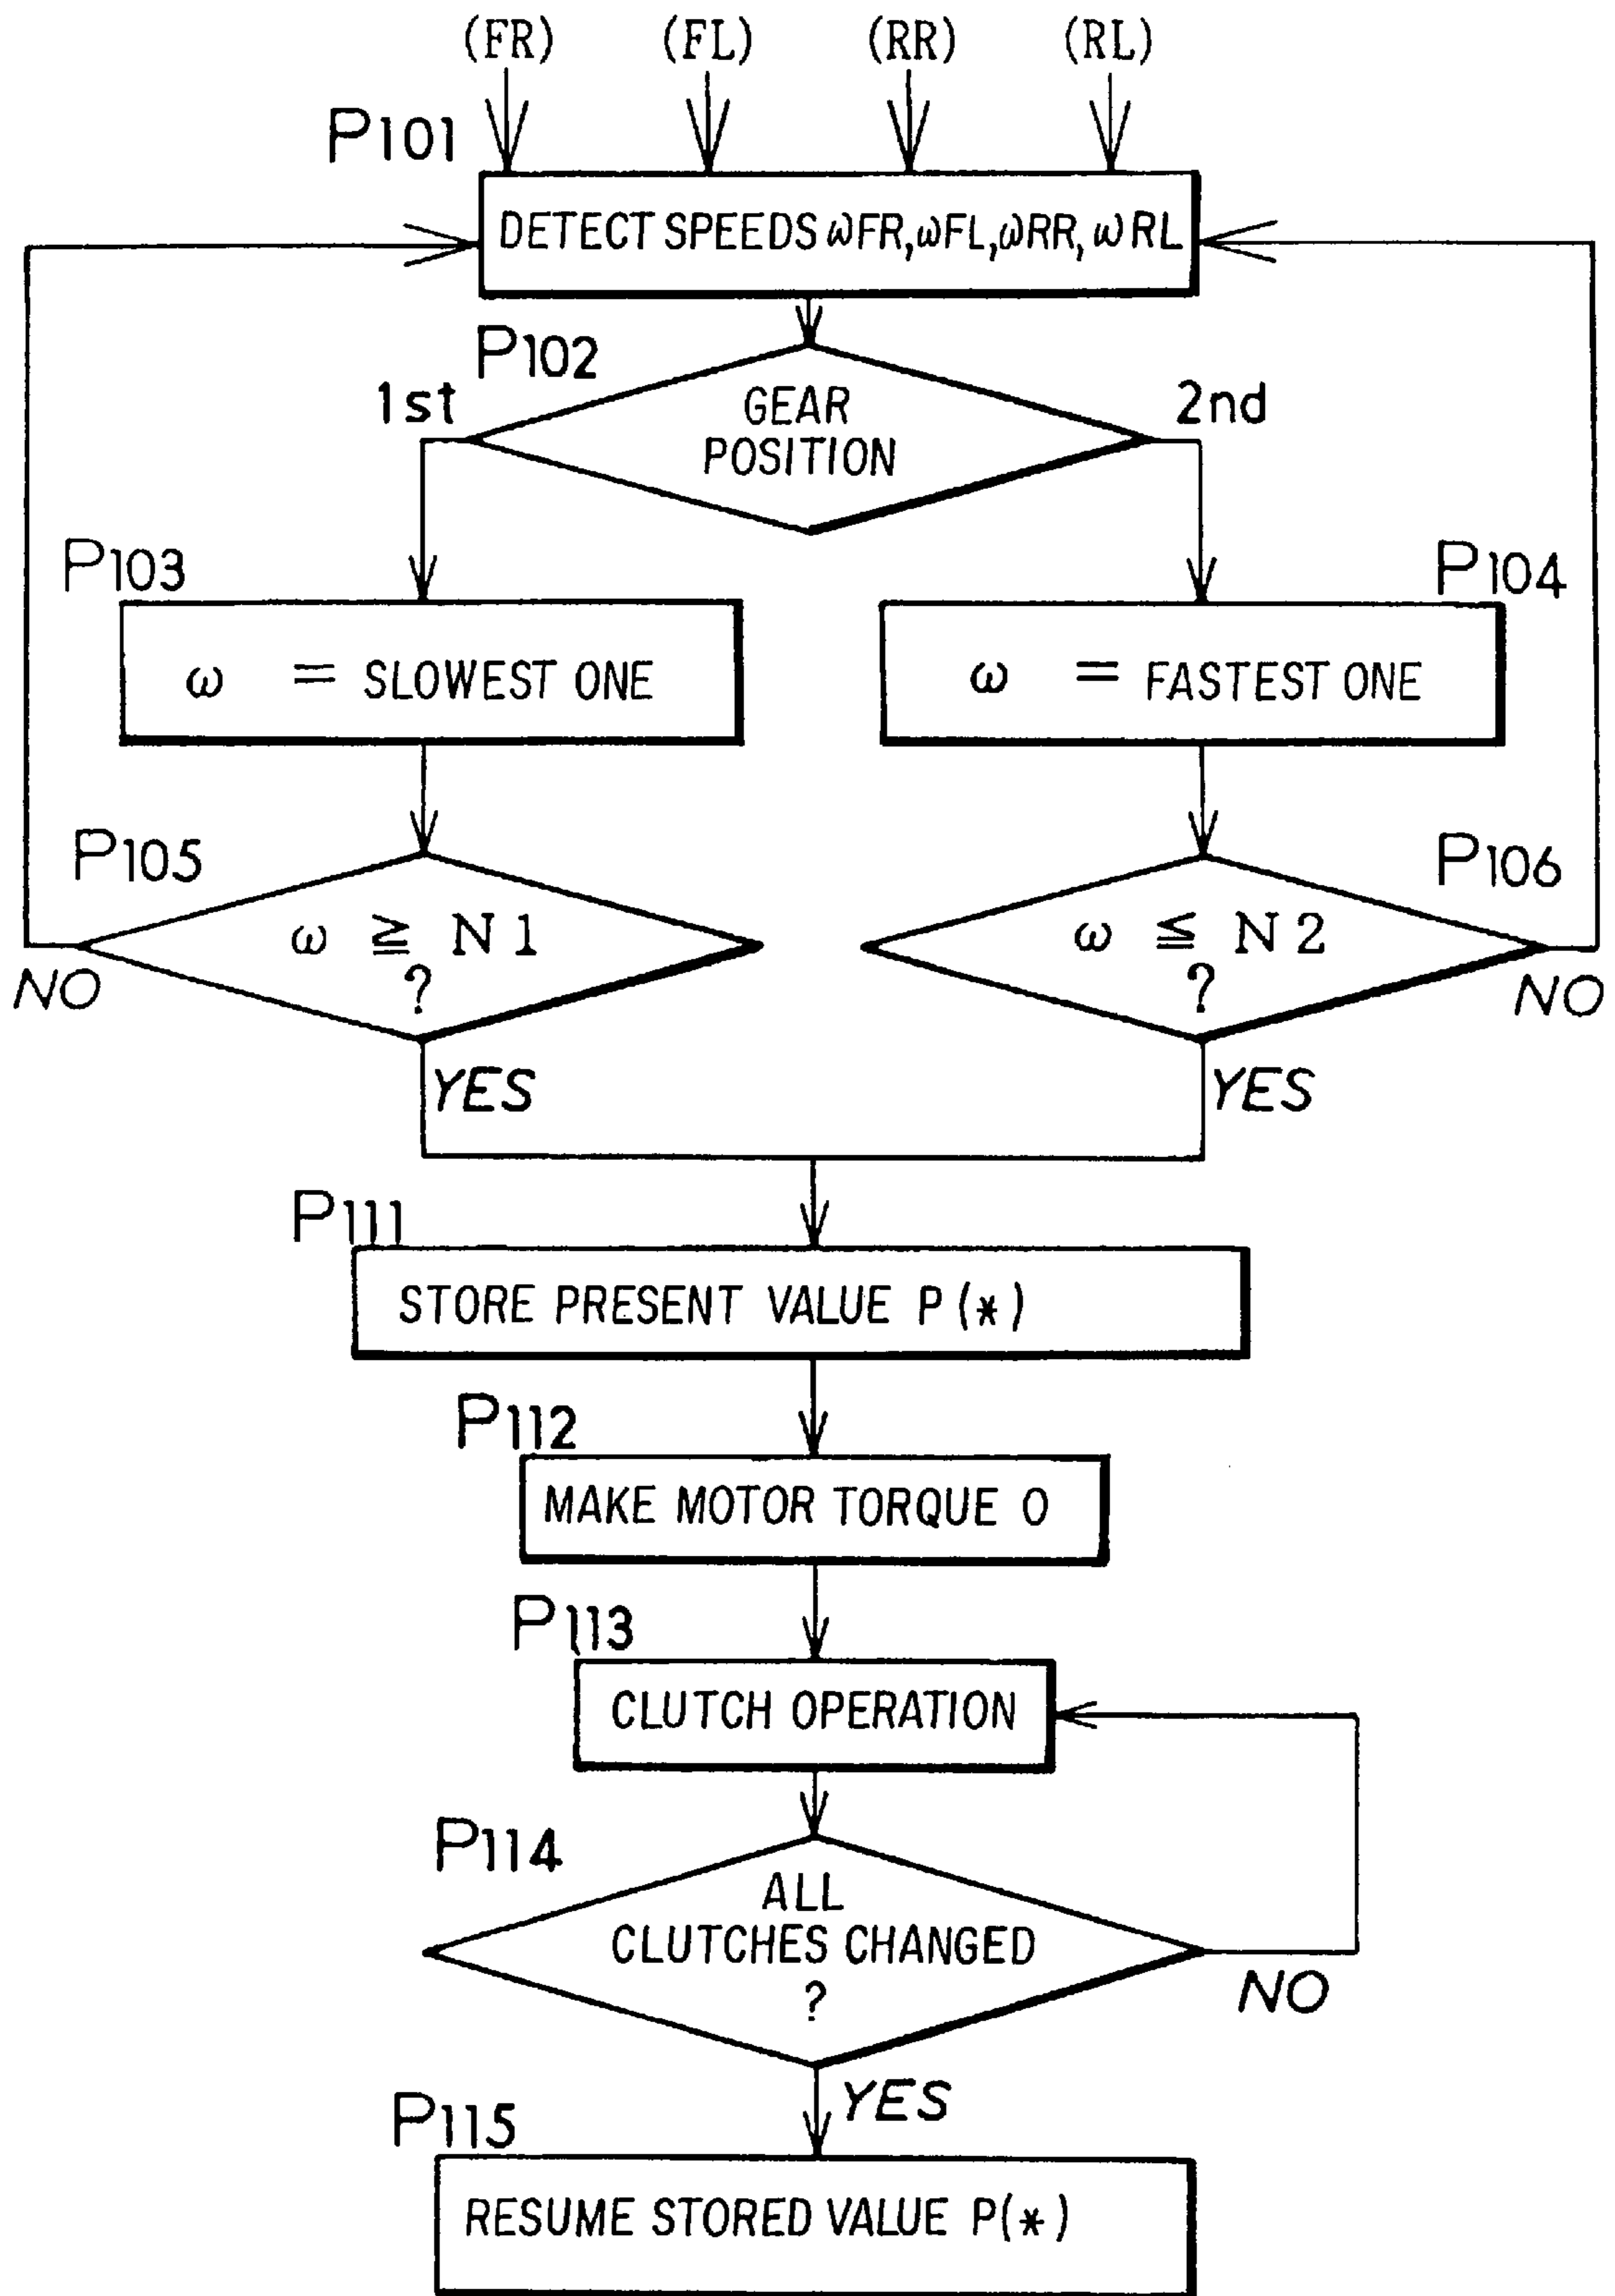 (FR) (FL) (RR) (RL)
P101
DETECT SPEEDS ωFR, ωFL, ωRR, ωRL
P102
1st
GEAR
POSITION
2nd
P103
ω = SLOWEST ONE
P104
ω = FASTEST ONE
P105
ω ≧ N1
?
NO
YES
P106
ω ≦ N2
?
NO
YES
P111
STORE PRESENT VALUE P(*)
P112
MAKE MOTOR TORQUE 0
P113
CLUTCH OPERATION
P114
ALL
CLUTCHES CHANGED
?
NO
YES
P115
RESUME STORED VALUE P(*)